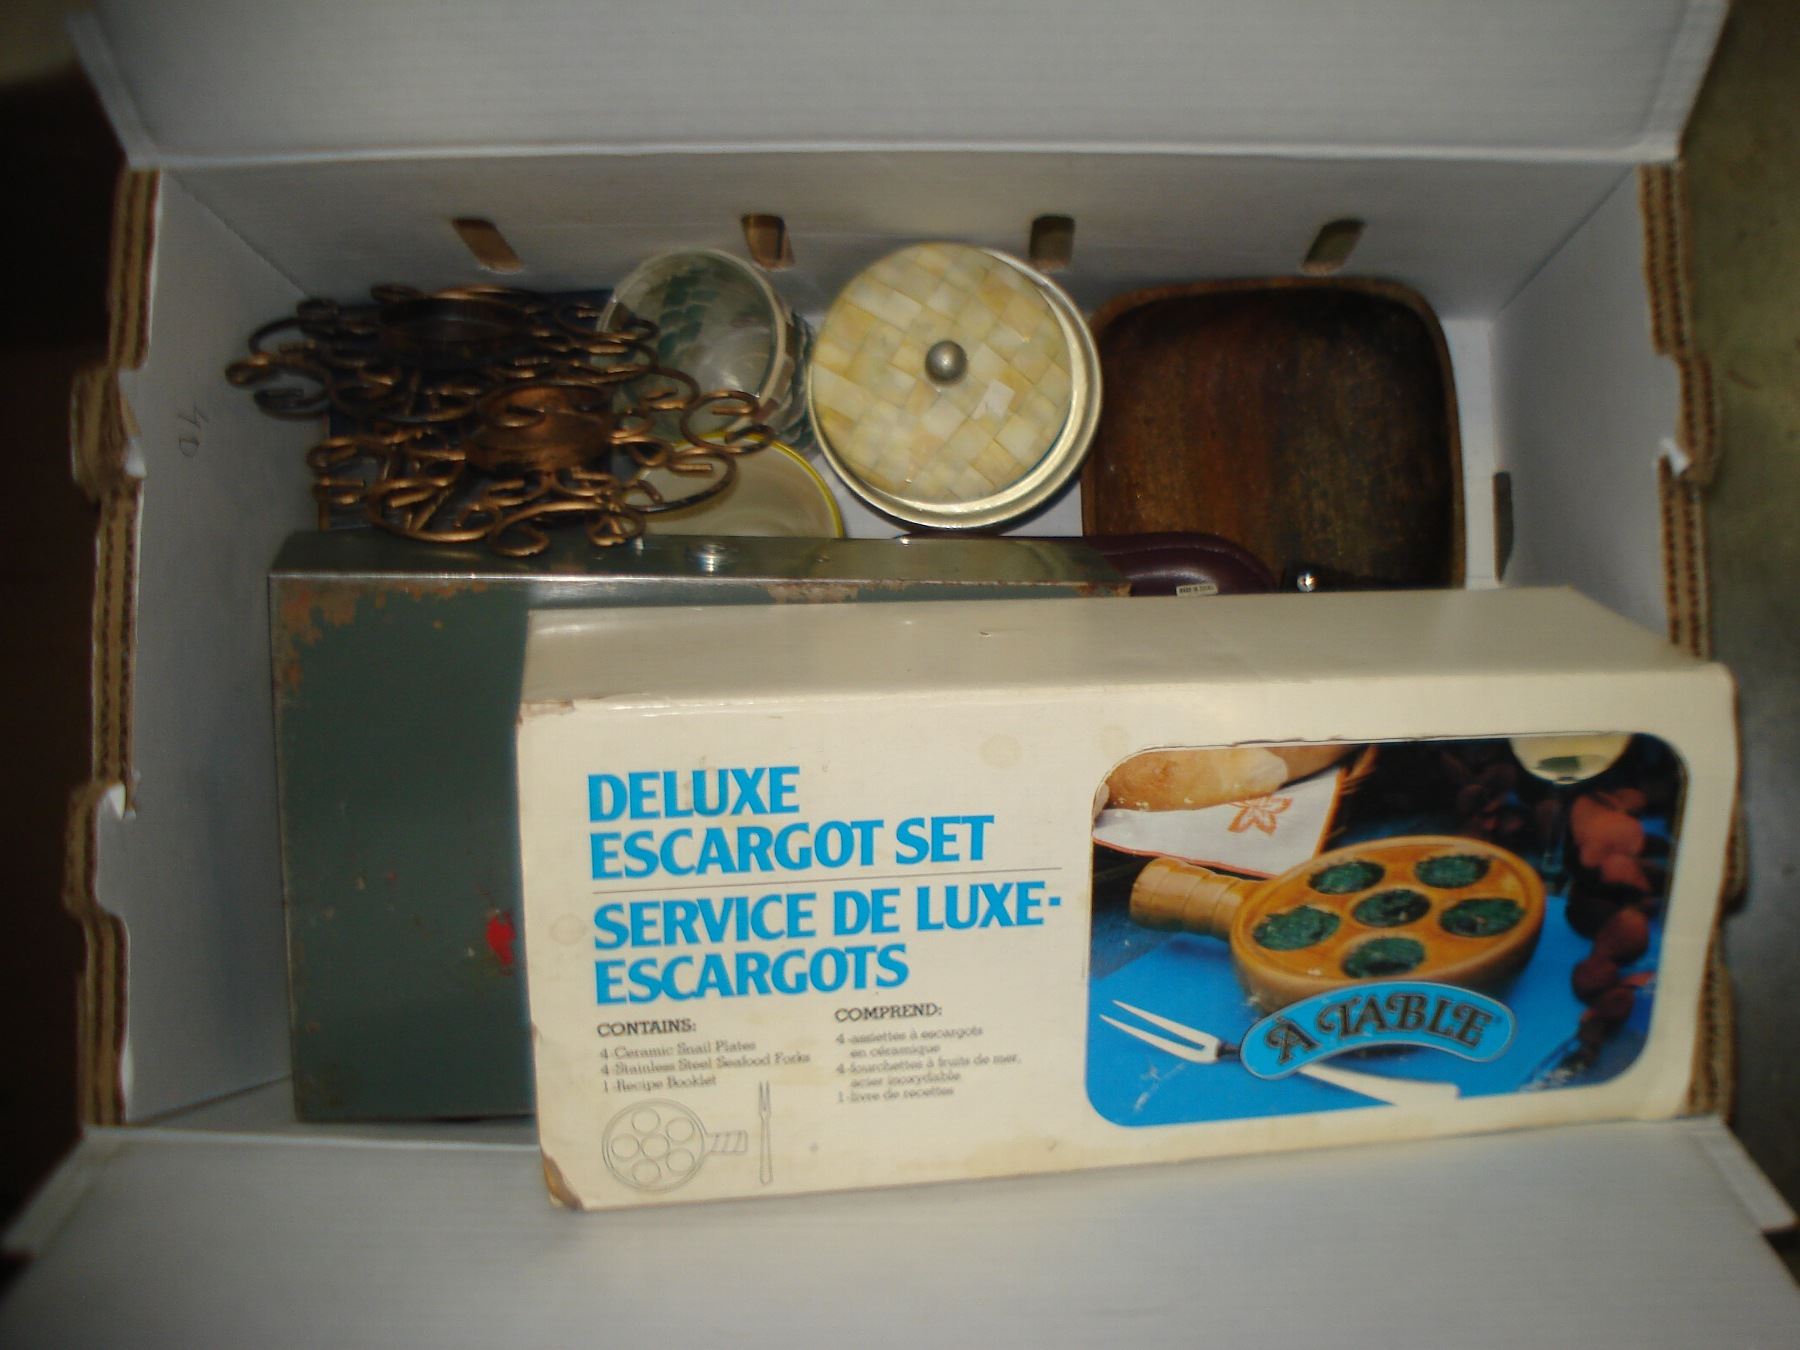 DELUXE
ESCARGOT SET
SERVICE DE LUXE-
ESCARGOTS
CONTAINS:
4-Ceramic Snail Plates
4-Stainless Steel Seafood Forks
1-Recipe Booklet
COMPREND:
4-assiettes à escargots
en céramique
4-fourchettes à fruits de mer,
acier inoxydable
1-livre de recettes
À TABLE